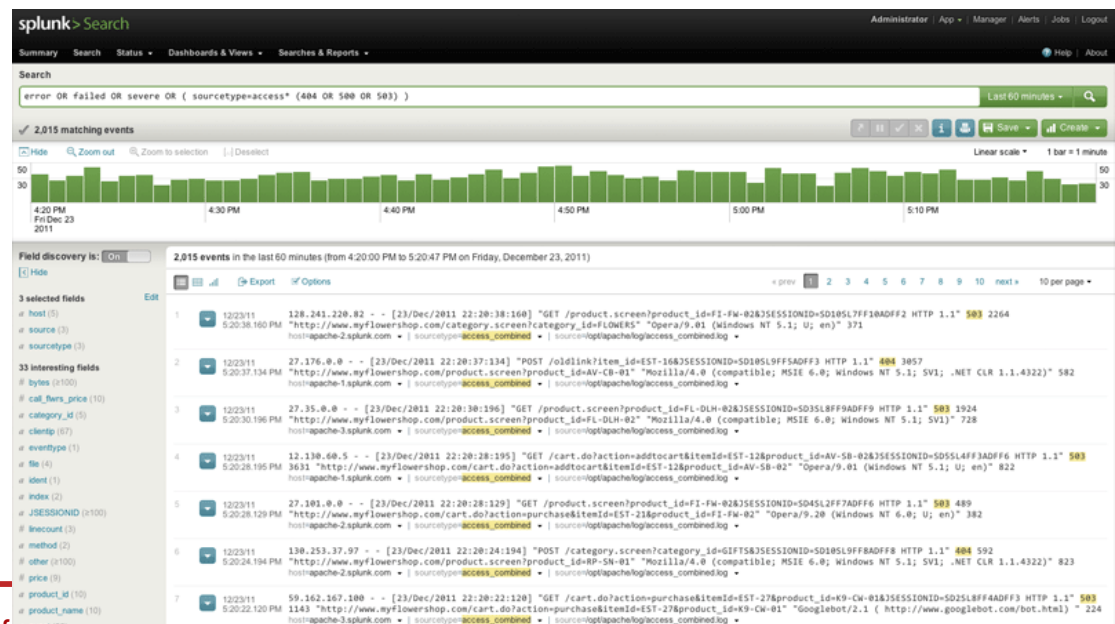 splunk> Search
Administrator | App | Manager | Alerts | Jobs | Logout
Summary Search Status Dashboards & Views Searches & Reports
Help | About
Search
error OR failed OR severe OR ( sourcetype=access* (404 OR 500 OR 503) )
Last 60 minutes
2,015 matching events
Save Create
Hide Zoom out Zoom to selection [..] Deselect
Linear scale 1 bar = 1 minute
50 50
30 30
4:20 PM 4:30 PM 4:40 PM 4:50 PM 5:00 PM 5:10 PM
Fri Dec 23
2011
Field discovery is: On
Hide
3 selected fields Edit
a host (5)
a source (3)
a sourcetype (3)
33 interesting fields
# bytes (≥100)
# call_flwrs_price (10)
a category_id (5)
a clientip (67)
a eventtype (1)
a file (4)
a ident (1)
a index (2)
a JSESSIONID (≥100)
# linecount (3)
a method (2)
# other (≥100)
# price (9)
a product_id (10)
a product_name (10)
2,015 events in the last 60 minutes (from 4:20:00 PM to 5:20:47 PM on Friday, December 23, 2011)
Export Options
« prev 1 2 3 4 5 6 7 8 9 10 next » 10 per page
1 12/23/11 128.241.220.82 - - [23/Dec/2011 22:20:38:160] "GET /product.screen?product_id=FI-FW-02&JSESSIONID=SD10SL7FF10ADFF2 HTTP 1.1" 503 2264
5:20:38.160 PM "http://www.myflowershop.com/category.screen?category_id=FLOWERS" "Opera/9.01 (Windows NT 5.1; U; en)" 371
host=apache-2.splunk.com | sourcetype=access_combined | source=/opt/apache/log/access_combined.log
2 12/23/11 27.176.0.0 - - [23/Dec/2011 22:20:37:134] "POST /oldlink?item_id=EST-16&JSESSIONID=SD10SL9FF5ADFF3 HTTP 1.1" 404 3057
5:20:37.134 PM "http://www.myflowershop.com/product.screen?product_id=AV-CB-01" "Mozilla/4.0 (compatible; MSIE 6.0; Windows NT 5.1; SV1; .NET CLR 1.1.4322)" 582
host=apache-1.splunk.com | sourcetype=access_combined | source=/opt/apache/log/access_combined.log
3 12/23/11 27.35.0.0 - - [23/Dec/2011 22:20:30:196] "GET /product.screen?product_id=FL-DLH-02&JSESSIONID=SD3SL8FF9ADFF9 HTTP 1.1" 503 1924
5:20:30.196 PM "http://www.myflowershop.com/product.screen?product_id=FL-DLH-02" "Mozilla/4.0 (compatible; MSIE 6.0; Windows NT 5.1; SV1)" 728
host=apache-3.splunk.com | sourcetype=access_combined | source=/opt/apache/log/access_combined.log
4 12/23/11 12.130.60.5 - - [23/Dec/2011 22:20:28:195] "GET /cart.do?action=addtocart&itemId=EST-12&product_id=AV-SB-02&JSESSIONID=SD5SL4FF3ADFF7 HTTP 1.1" 503
5:20:28.195 PM 3631 "http://www.myflowershop.com/cart.do?action=addtocart&itemId=EST-12&product_id=AV-SB-02" "Opera/9.01 (Windows NT 5.1; U; en)" 822
host=apache-1.splunk.com | sourcetype=access_combined | source=/opt/apache/log/access_combined.log
5 12/23/11 27.101.0.0 - - [23/Dec/2011 22:20:28:129] "GET /product.screen?product_id=FI-FW-02&JSESSIONID=SD4SL2FF7ADFF6 HTTP 1.1" 503 489
5:20:28.129 PM "http://www.myflowershop.com/cart.do?action=purchase&itemId=EST-21&product_id=FI-FW-02" "Opera/9.20 (Windows NT 6.0; U; en)" 382
host=apache-2.splunk.com | sourcetype=access_combined | source=/opt/apache/log/access_combined.log
6 12/23/11 130.253.37.97 - - [23/Dec/2011 22:20:24:194] "POST /category.screen?category_id=GIFTS&JSESSIONID=SD10SL9FF8ADFF8 HTTP 1.1" 404 592
5:20:24.194 PM "http://www.myflowershop.com/product.screen?product_id=RP-SN-01" "Mozilla/4.0 (compatible; MSIE 6.0; Windows NT 5.1; SV1; .NET CLR 1.1.4322)" 823
host=apache-2.splunk.com | sourcetype=access_combined | source=/opt/apache/log/access_combined.log
7 12/23/11 59.162.167.100 - - [23/Dec/2011 22:20:22:120] "GET /cart.do?action=purchase&itemId=EST-27&product_id=K9-CW-01&JSESSIONID=SD2SL8FF4ADFF3 HTTP 1.1" 503
5:20:22.120 PM 1143 "http://www.myflowershop.com/cart.do?action=purchase&itemId=EST-27&product_id=K9-CW-01" "Googlebot/2.1 ( http://www.googlebot.com/bot.html) " 224
host=apache-3.splunk.com | sourcetype=access_combined | source=/opt/apache/log/access_combined.log